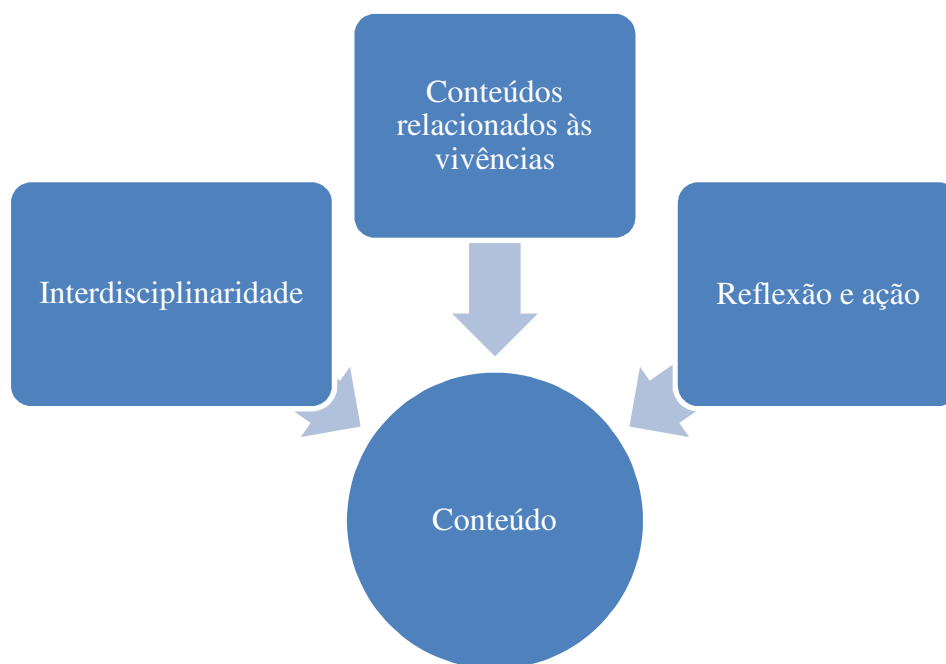 Conteúdos
relacionados às
vivências
Interdisciplinaridade
Reflexão e ação
Conteúdo